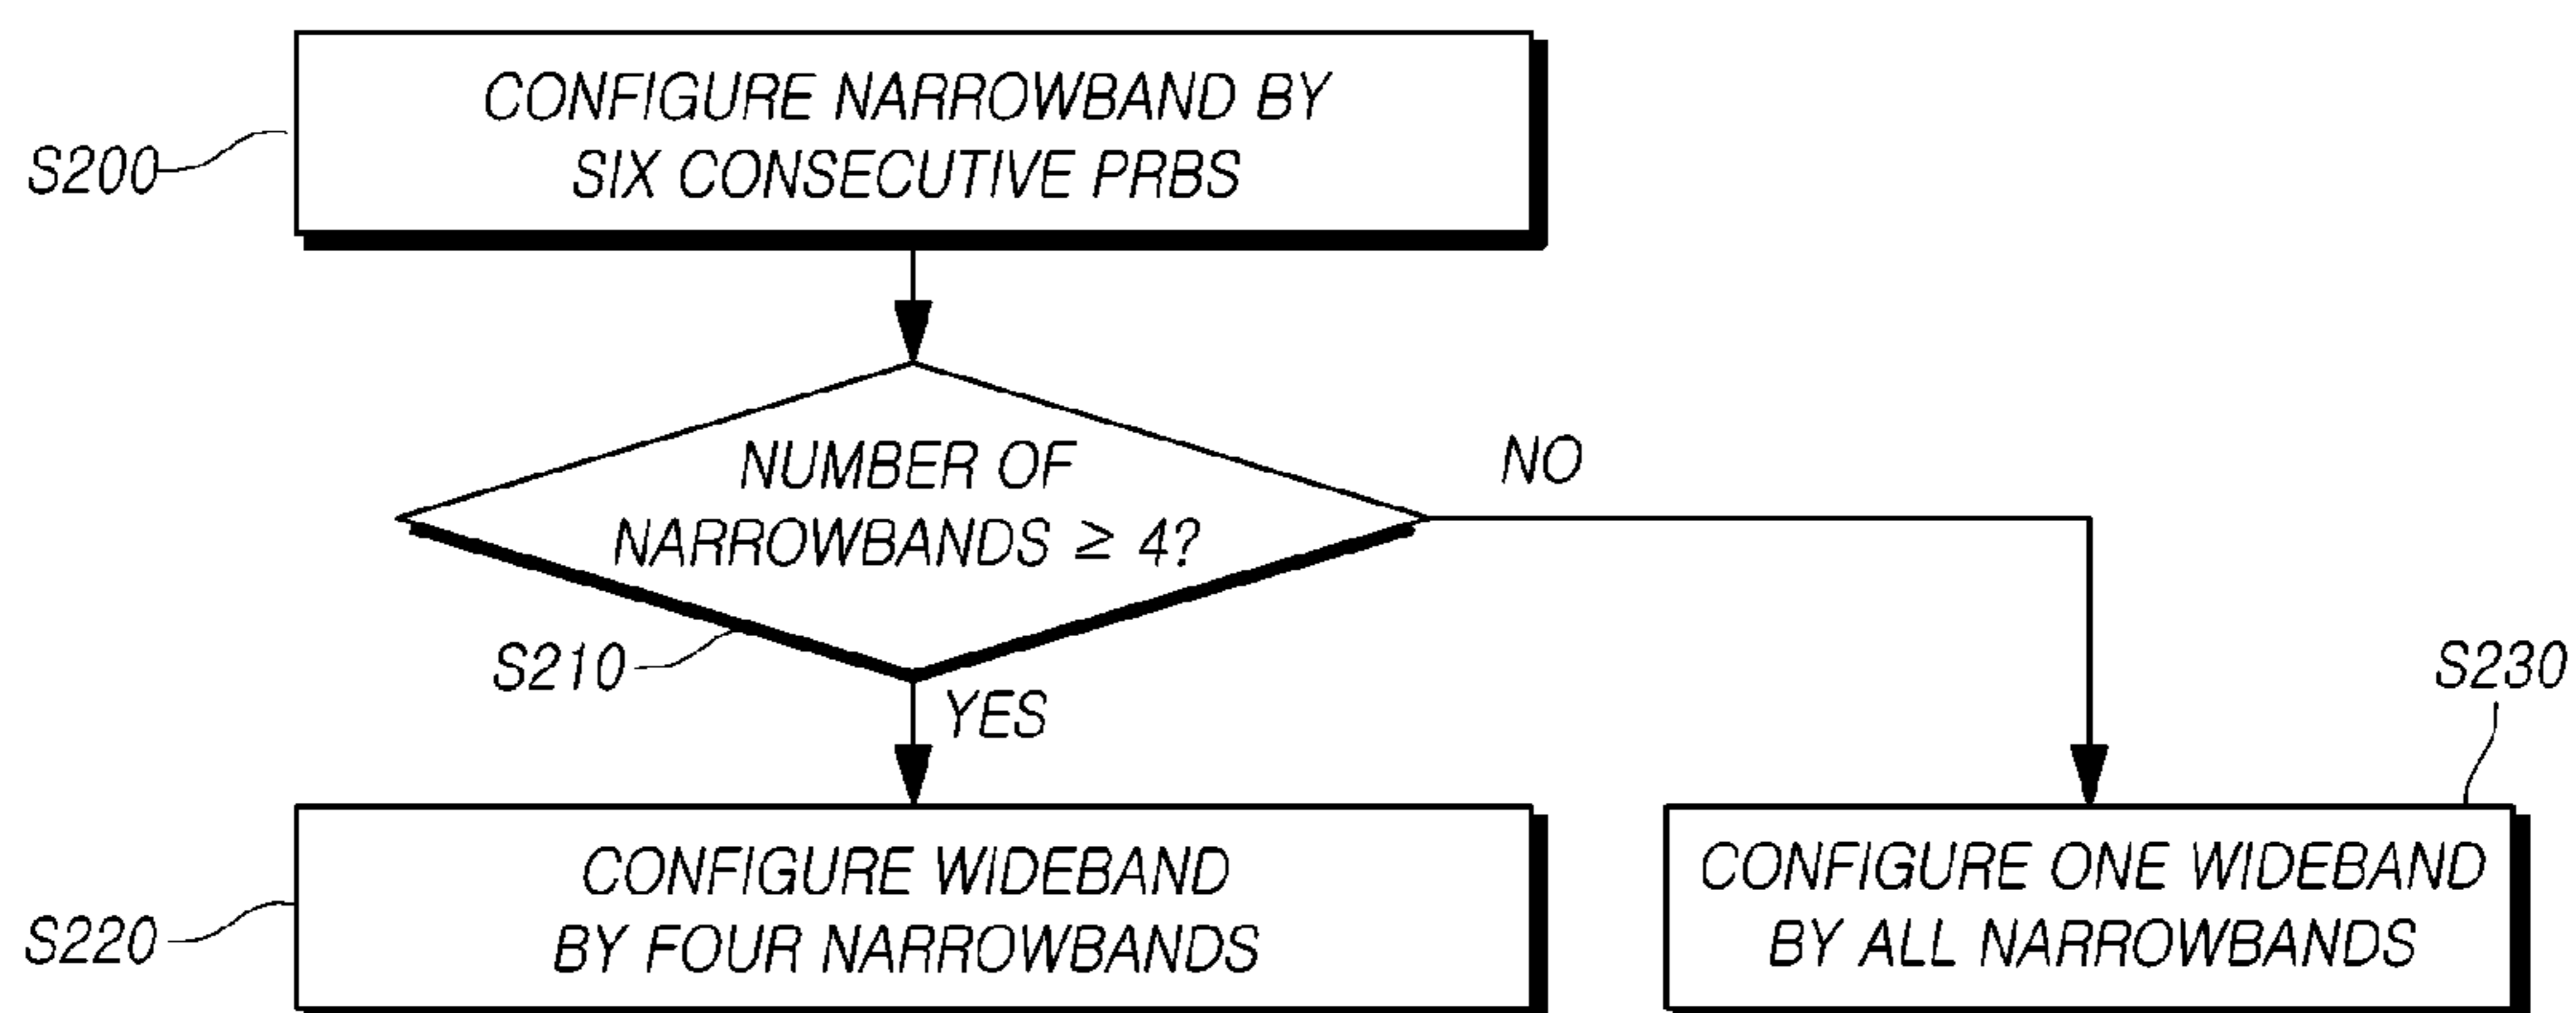 CONFIGURE NARROWBAND BY
SIX CONSECUTIVE PRBS
S200
NUMBER OF
NARROWBANDS ≥ 4?
NO
S210
YES
S230
CONFIGURE WIDEBAND
BY FOUR NARROWBANDS
S220
CONFIGURE ONE WIDEBAND
BY ALL NARROWBANDS